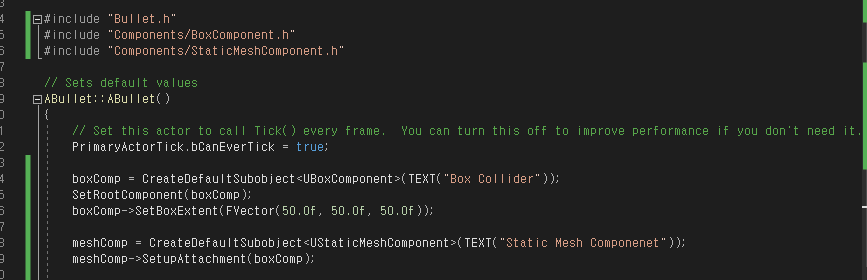 3
4 #include "Bullet.h"
5 #include "Components/BoxComponent.h"
6 #include "Components/StaticMeshComponent.h"
7
8 // Sets default values
9 ABullet::ABullet()
0 {
1 // Set this actor to call Tick() every frame.  You can turn this off to improve performance if you don't need it.
2 PrimaryActorTick.bCanEverTick = true;
3
4 boxComp = CreateDefaultSubobject<UBoxComponent>(TEXT("Box Collider"));
5 SetRootComponent(boxComp);
6 boxComp->SetBoxExtent(FVector(50.0f, 50.0f, 50.0f));
7
8 meshComp = CreateDefaultSubobject<UStaticMeshComponent>(TEXT("Static Mesh Componenet"));
9 meshComp->SetupAttachment(boxComp);
0